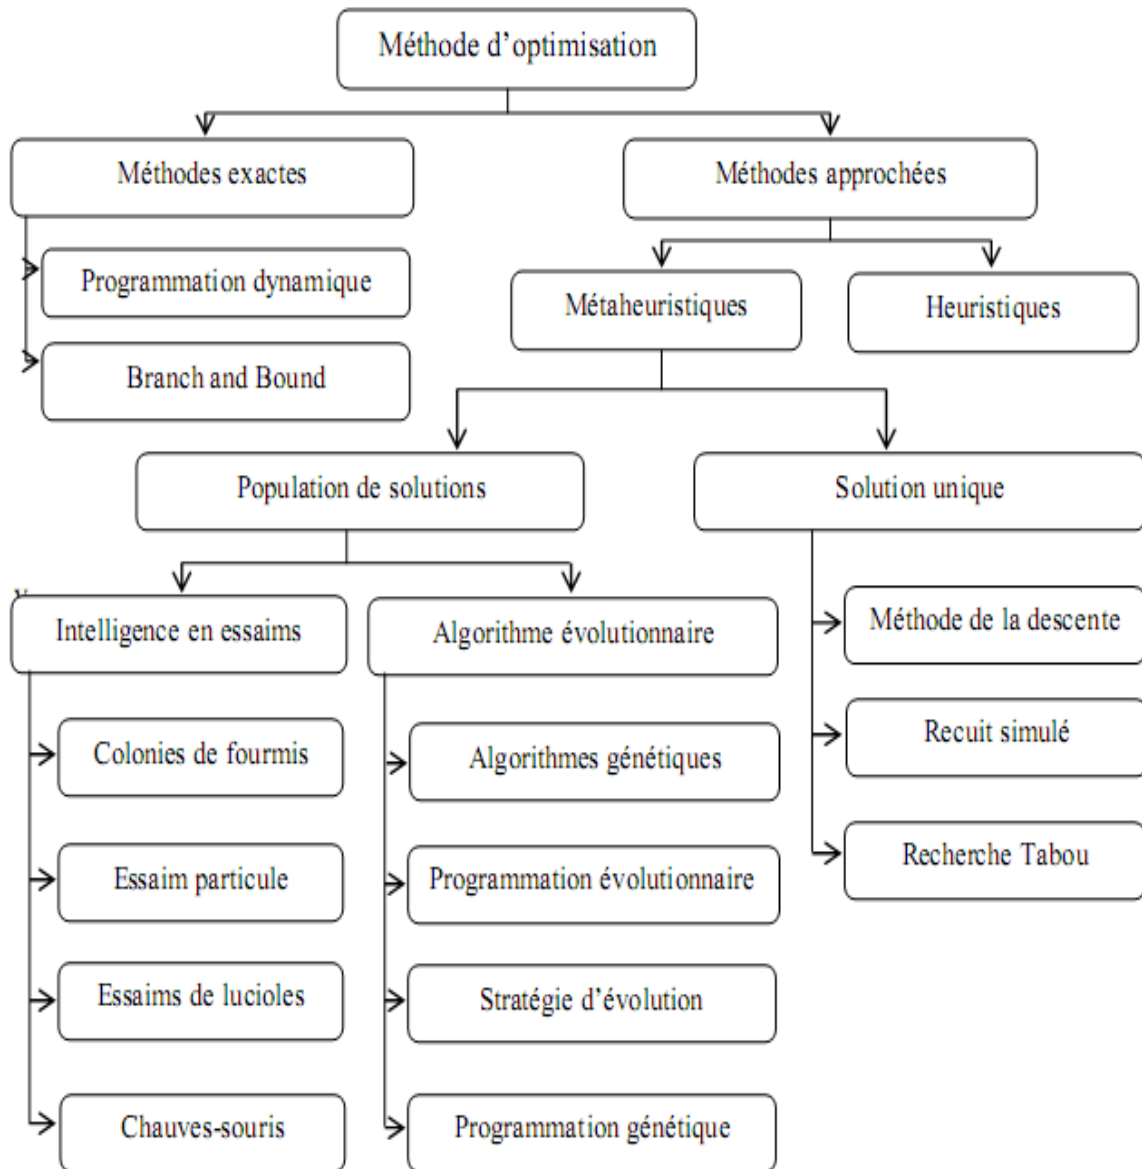 Méthode d’optimisation
Méthodes exactes
Méthodes approchées
Programmation dynamique
Métaheuristiques
Heuristiques
Branch and Bound
Population de solutions
Solution unique
Intelligence en essaims
Algorithme évolutionnaire
Méthode de la descente
Colonies de fourmis
Algorithmes génétiques
Recuit simulé
Essaim particule
Programmation évolutionnaire
Recherche Tabou
Essaims de lucioles
Stratégie d’évolution
Chauves-souris
Programmation génétique